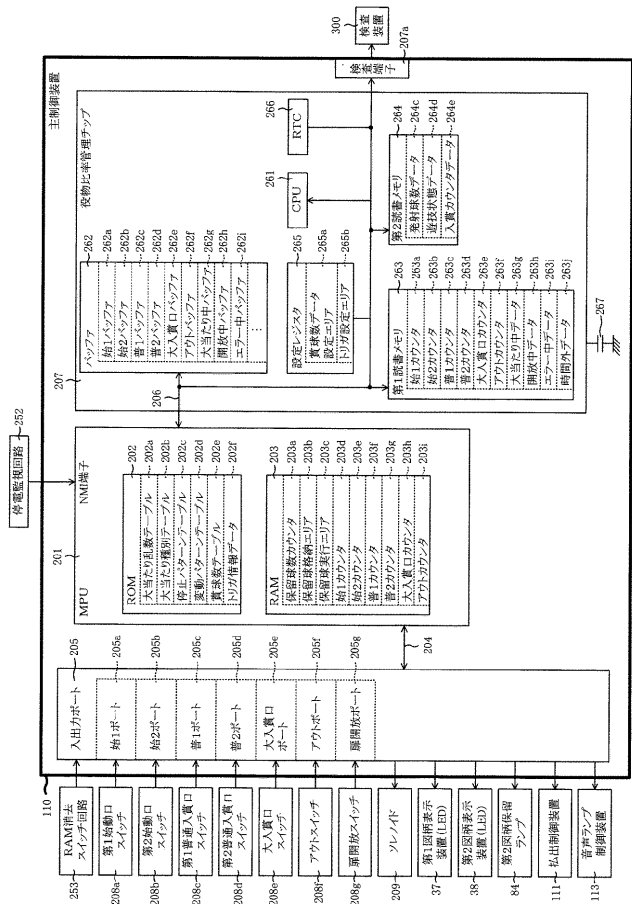 110
主制御装置
253
RAM消去
スイッチ回路
208a
第1始動口
スイッチ
208b
第2始動口
スイッチ
208c
第1普通入賞口
スイッチ
208d
第2普通入賞口
スイッチ
208e
大入賞口
スイッチ
208f
アウトスイッチ
208g
扉開放スイッチ
209
ソレノイド
37
第1図柄表示
装置(LED)
38
第2図柄表示
装置(LED)
84
第2図柄保留
ランプ
111
払出制御装置
113
音声ランプ
制御装置
入出力ポート
205
始1ポート
205a
始2ポート
205b
普1ポート
205c
普2ポート
205d
大入賞口
ポート
205e
アウトポート
205f
扉開放ポート
205g
204
停電監視回路
252
MPU
201
NMI端子
ROM
202
大当たり乱数テーブル
202a
大当たり種別テーブル
202b
停止パターンテーブル
202c
変動パターンテーブル
202d
賞球数テーブル
202e
トリガ情報データ
202f
RAM
203
保留球数カウンタ
203a
保留球格納エリア
203b
保留球実行エリア
203c
始1カウンタ
203d
始2カウンタ
203e
普1カウンタ
203f
普2カウンタ
203g
大入賞口カウンタ
203h
アウトカウンタ
203i
206
207
役物比率管理チップ
バッファ
262
始1バッファ
262a
始2バッファ
262b
普1バッファ
262c
普2バッファ
262d
大入賞口バッファ
262e
アウトバッファ
262f
大当たり中バッファ
262g
開放中バッファ
262h
エラー中バッファ
262i
設定レジスタ
265
賞球数データ
設定エリア
265a
トリガ設定エリア
265b
第1読書メモリ
263
始1カウンタ
263a
始2カウンタ
263b
普1カウンタ
263c
普2カウンタ
263d
大入賞口カウンタ
263e
アウトカウンタ
263f
大当たり中データ
263g
開放中データ
263h
エラー中データ
263i
時間外データ
263j
CPU
261
RTC
266
第2読書メモリ
264
発射球数データ
264c
遊技状態データ
264d
入賞カウンタデータ
264e
267
検査端子
207a
300
検査
装置